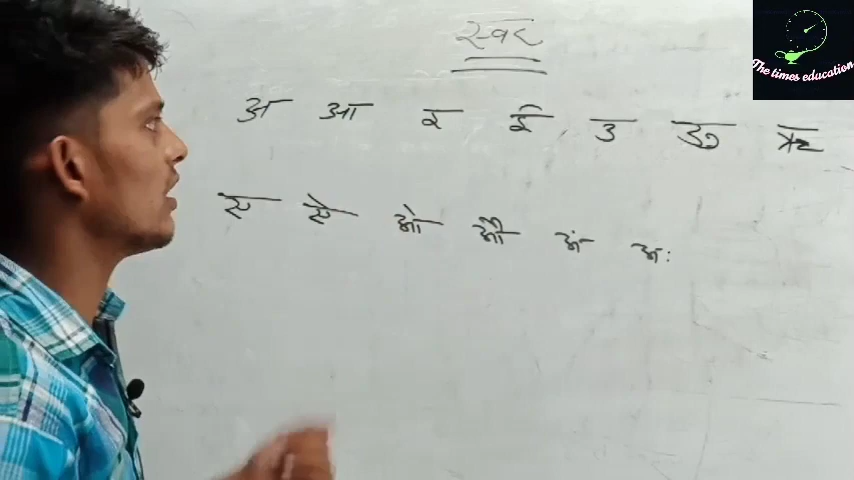 स्वर
The times education
अ आ इ ई उ ऊ ऋ
ए ऐ ओ औ अं अः